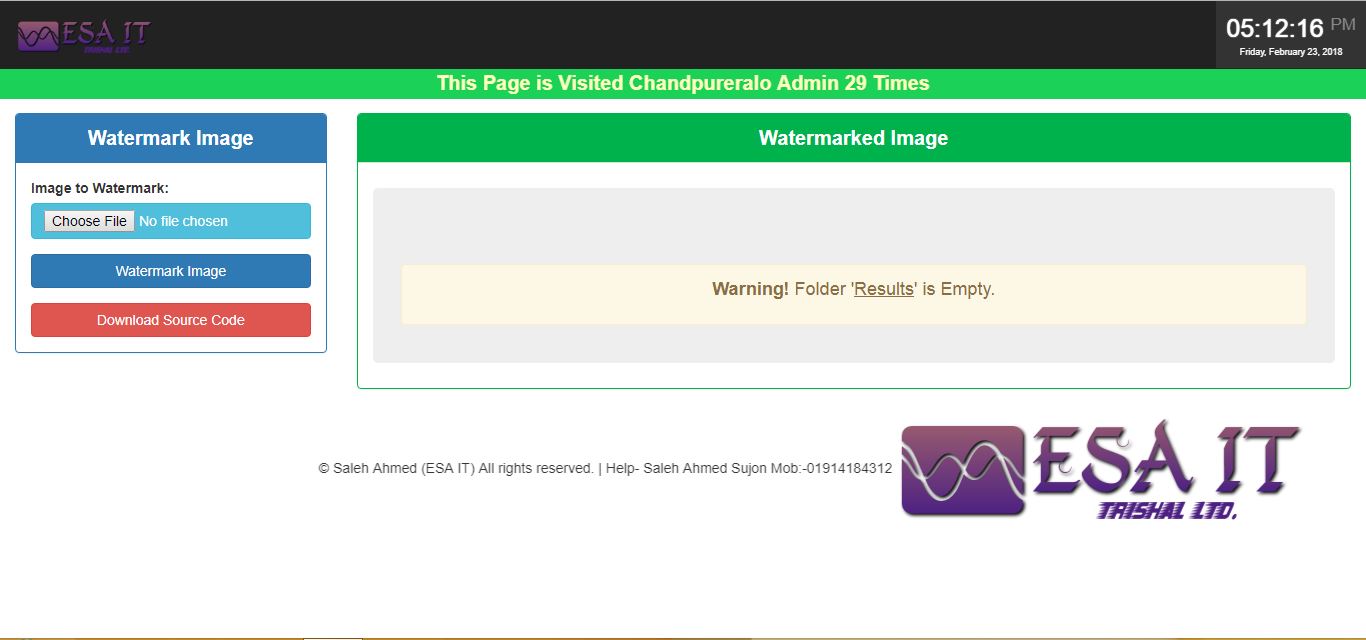 ESA IT
TRISHAL LTD.
05:12:16 PM
Friday, February 23, 2018
This Page is Visited Chandpureralo Admin 29 Times
Watermark Image
Image to Watermark:
Choose File No file chosen
Watermark Image
Download Source Code
Watermarked Image
Warning! Folder 'Results' is Empty.
© Saleh Ahmed (ESA IT) All rights reserved. | Help- Saleh Ahmed Sujon Mob:-01914184312
ESA IT
TRISHAL LTD.